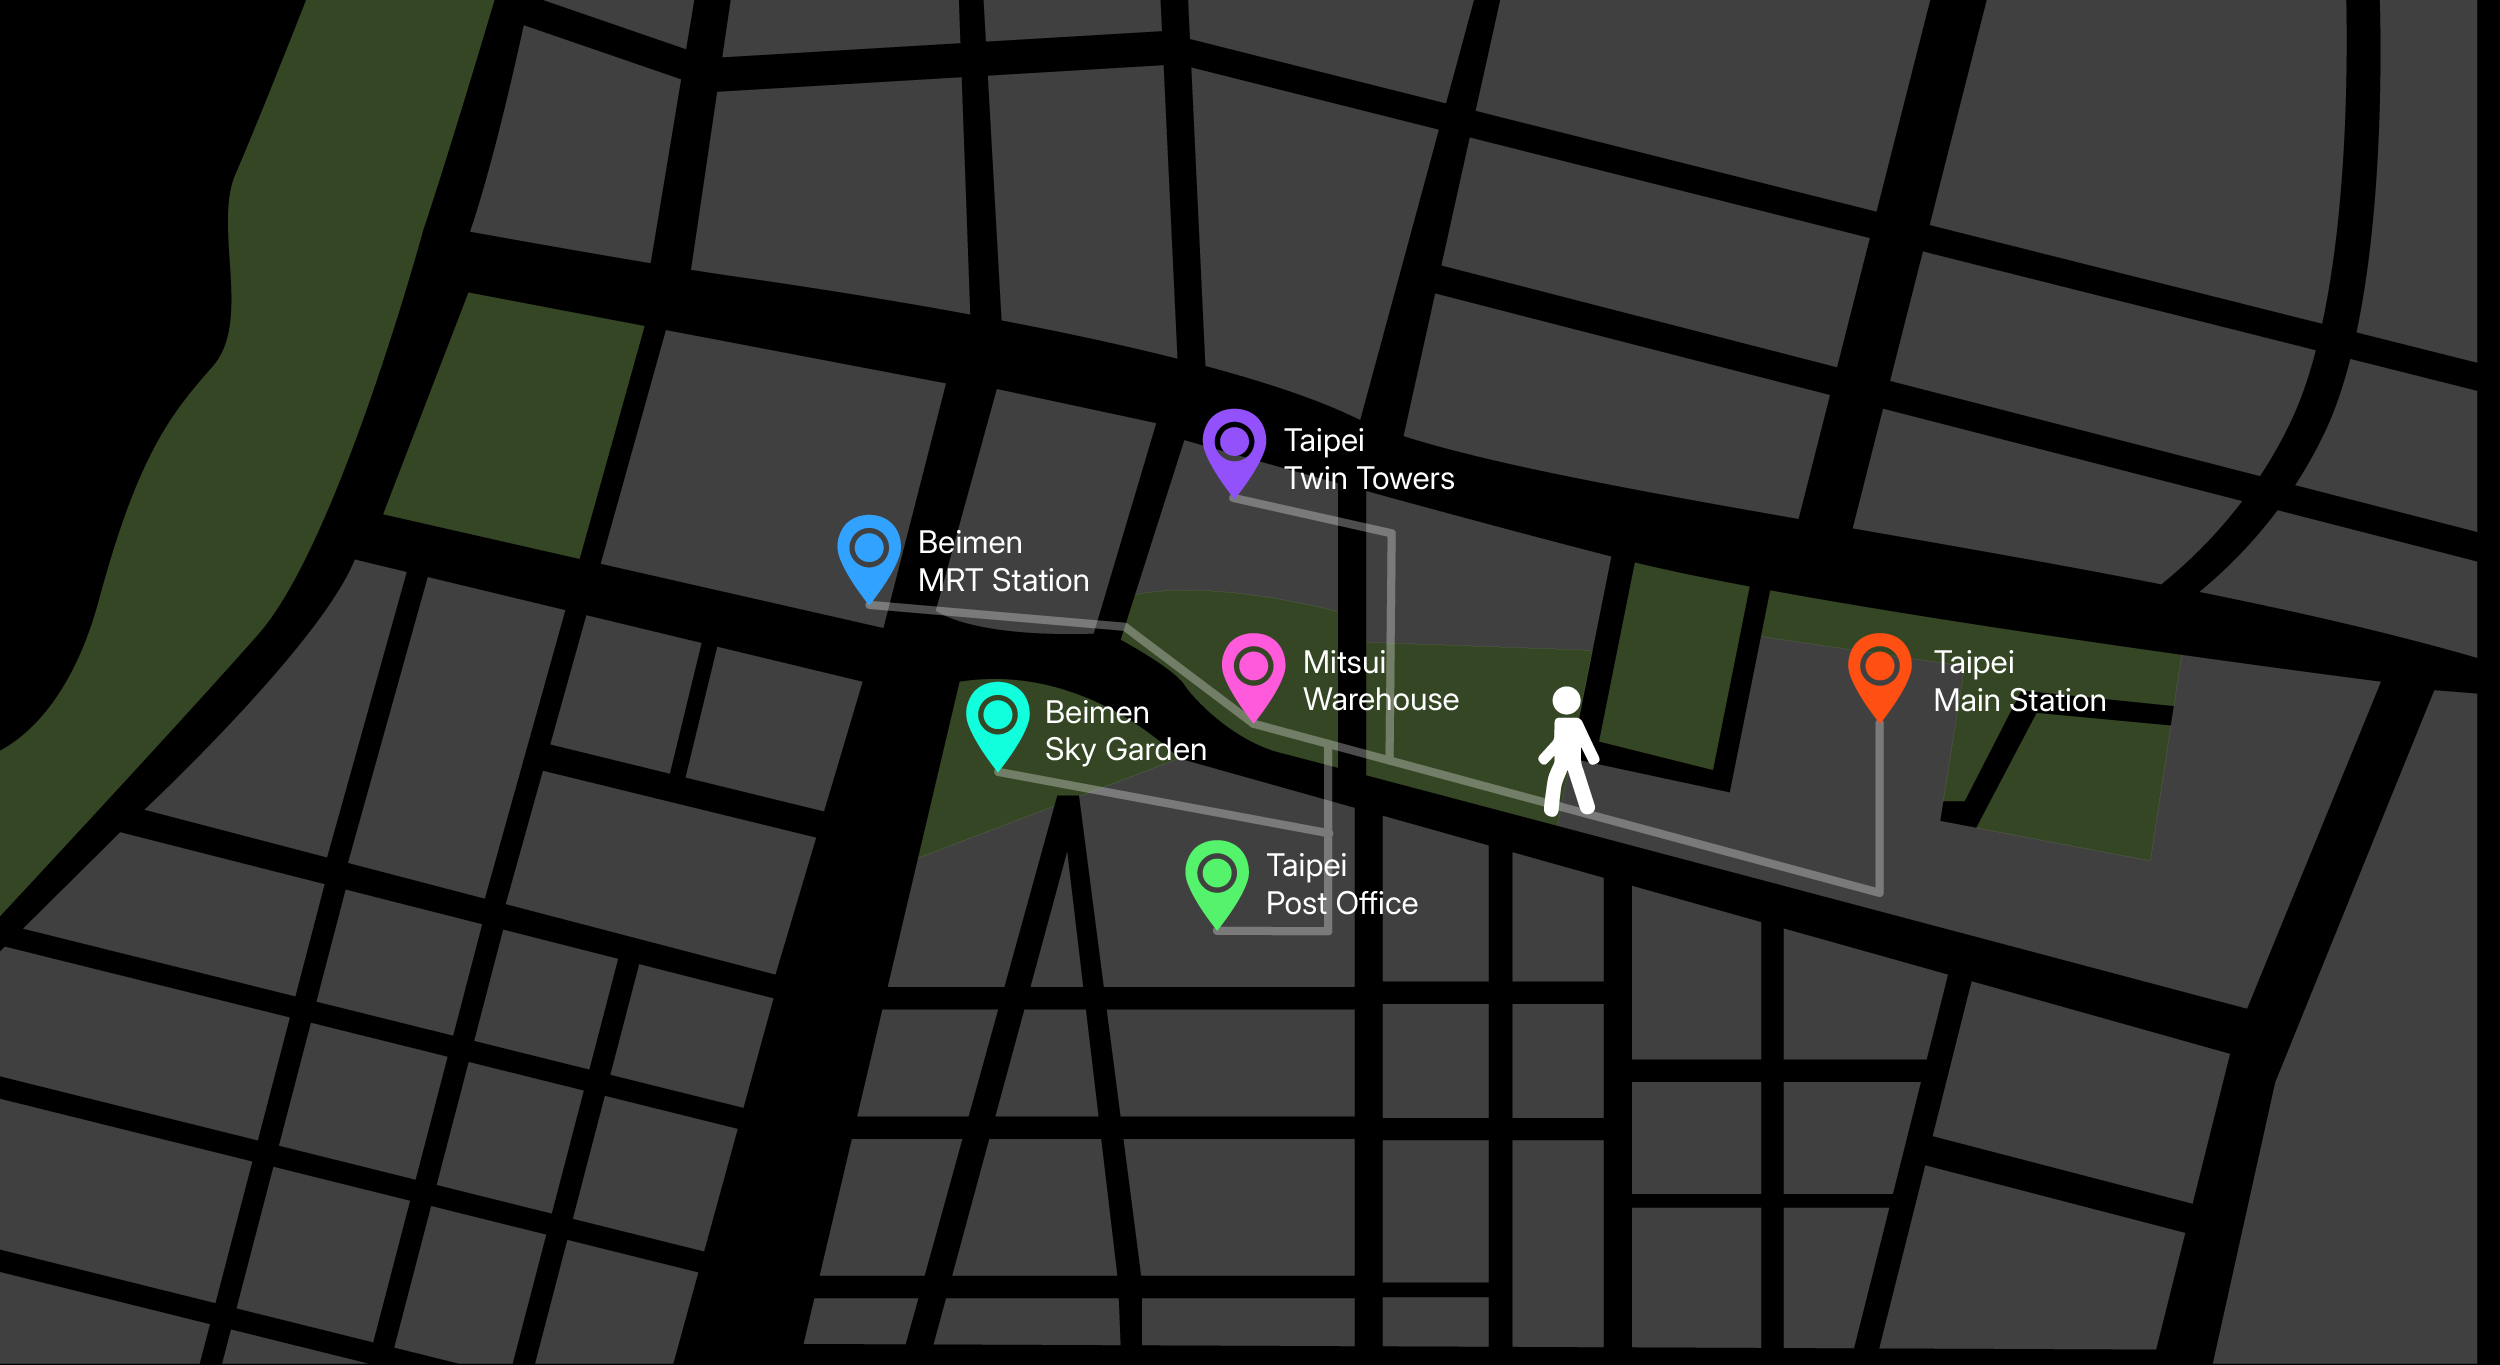 Taipei
Twin Towers
Beimen
MRT Station
Mitsui
Warehouse
Taipei
Main Station
Beimen
Sky Garden
Taipei
Post Office